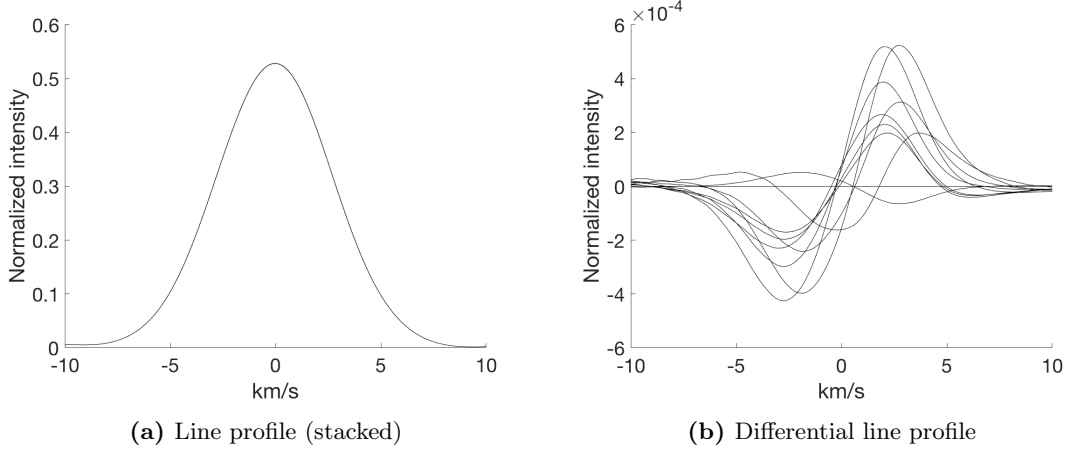 0.6
0.5
0.4
0.3
0.2
0.1
0
Normalized intensity
-10 -5 0 5 10
km/s
(a) Line profile (stacked)
×10⁻⁴
6
4
2
0
-2
-4
-6
Normalized intensity
-10 -5 0 5 10
km/s
(b) Differential line profile